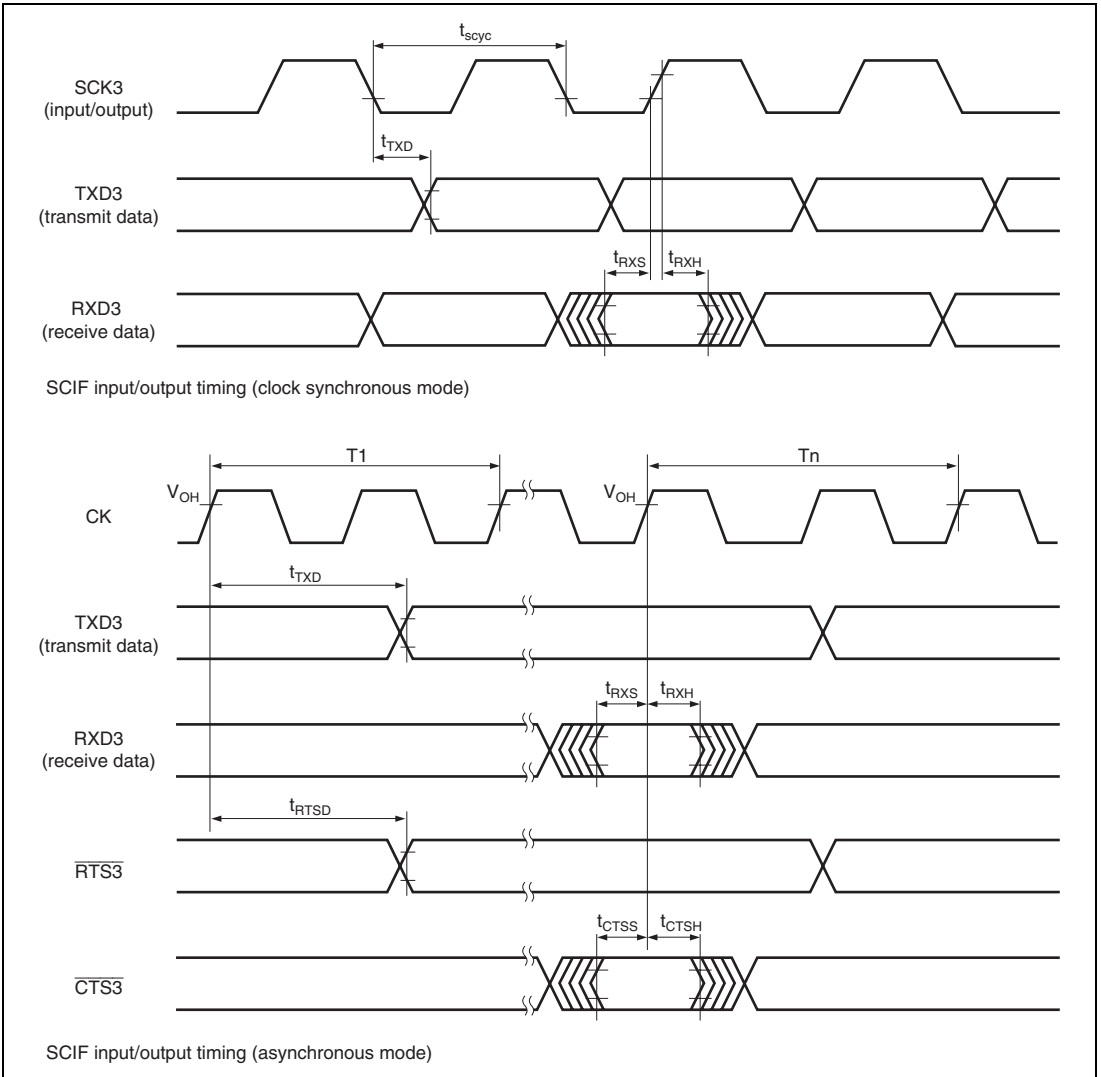 tscyc
SCK3
(input/output)
tTXD
TXD3
(transmit data)
tRXS tRXH
RXD3
(receive data)
SCIF input/output timing (clock synchronous mode)
T1 Tn
VOH VOH
CK
tTXD
TXD3
(transmit data)
tRXS tRXH
RXD3
(receive data)
tRTSD
RTS3
tCTSS tCTSH
CTS3
SCIF input/output timing (asynchronous mode)